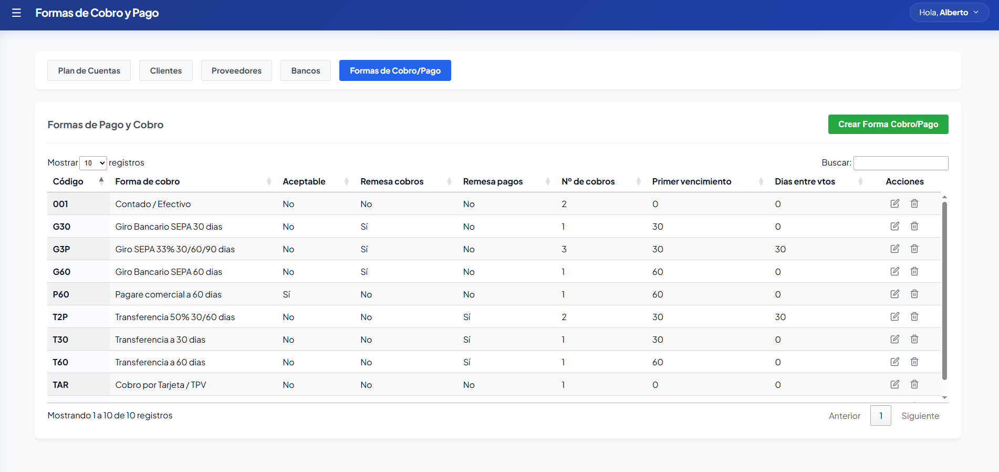 Formas de Cobro y Pago
Hola, Alberto
Plan de Cuentas Clientes Proveedores Bancos Formas de Cobro/Pago
Formas de Pago y Cobro
Crear Forma Cobro/Pago
Mostrar 10 registros
Buscar:
Código Forma de cobro Aceptable Remesa cobros Remesa pagos Nº de cobros Primer vencimiento Dias entre vtos Acciones
001 Contado / Efectivo No No No 2 0 0
G30 Giro Bancario SEPA 30 dias No Sí No 1 30 0
G3P Giro SEPA 33% 30/60/90 dias No Sí No 3 30 30
G60 Giro Bancario SEPA 60 dias No Sí No 1 60 0
P60 Pagare comercial a 60 dias Sí No No 1 60 0
T2P Transferencia 50% 30/60 dias No No Sí 2 30 30
T30 Transferencia a 30 dias No No Sí 1 30 0
T60 Transferencia a 60 dias No No Sí 1 60 0
TAR Cobro por Tarjeta / TPV No No No 1 0 0
Mostrando 1 a 10 de 10 registros
Anterior 1 Siguiente